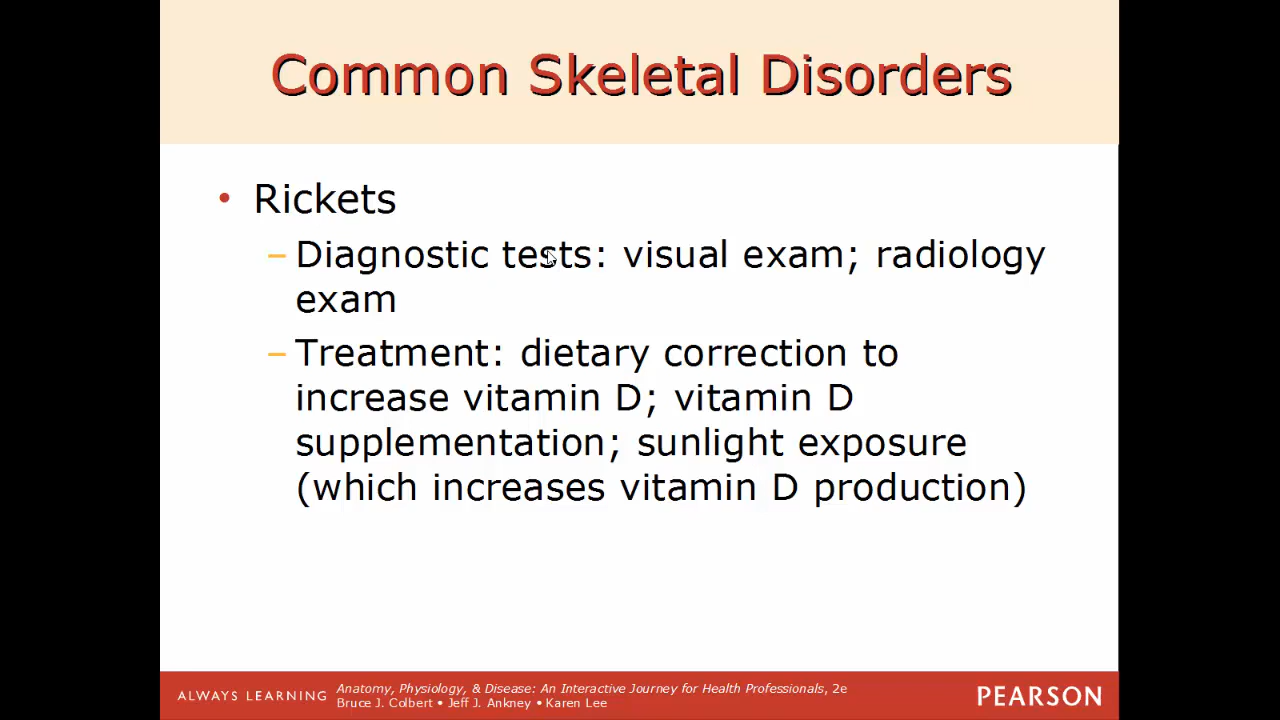 Common Skeletal Disorders
• Rickets
– Diagnostic tests: visual exam; radiology
exam
– Treatment: dietary correction to
increase vitamin D; vitamin D
supplementation; sunlight exposure
(which increases vitamin D production)
ALWAYS LEARNING
Anatomy, Physiology, & Disease: An Interactive Journey for Health Professionals, 2e
Bruce J. Colbert • Jeff J. Ankney • Karen Lee
PEARSON